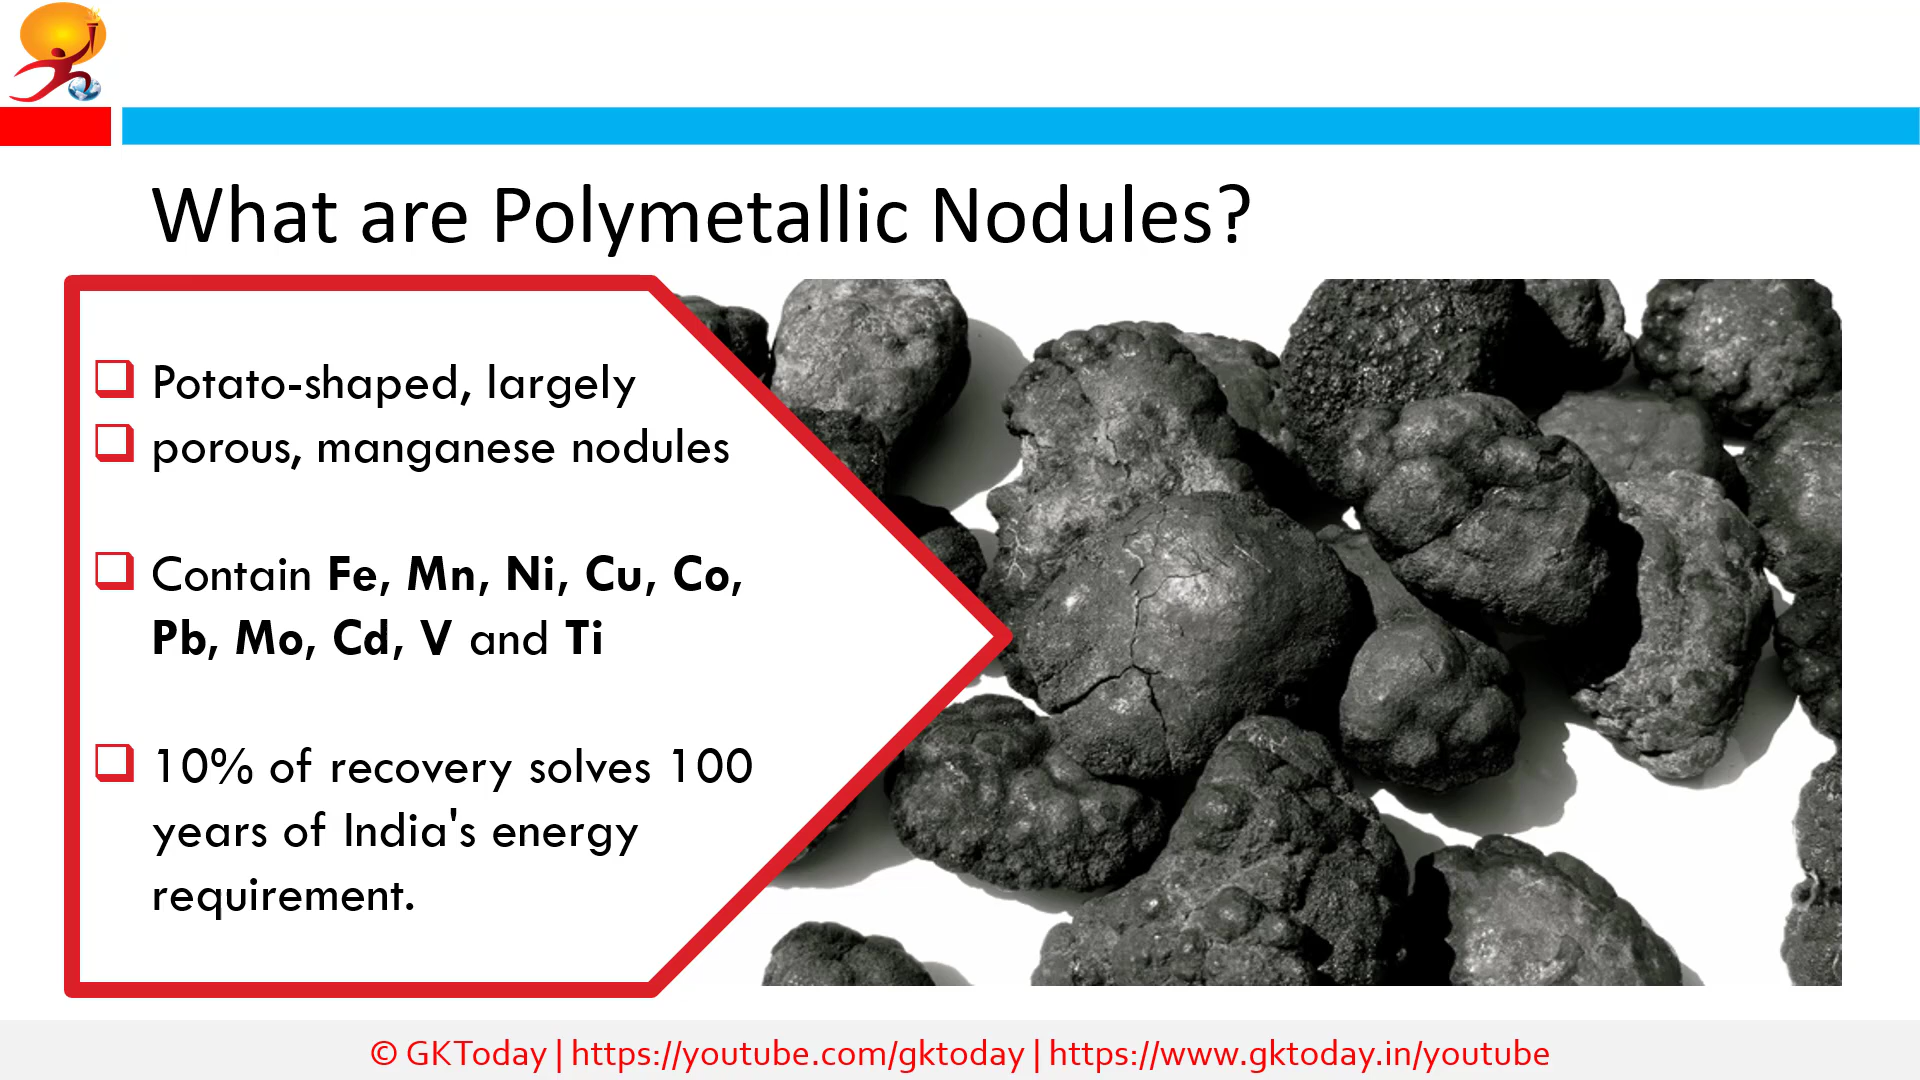 What are Polymetallic Nodules?
❑ Potato-shaped, largely
❑ porous, manganese nodules
❑ Contain Fe, Mn, Ni, Cu, Co,
Pb, Mo, Cd, V and Ti
❑ 10% of recovery solves 100
years of India's energy
requirement.
© GKToday | https://youtube.com/gktoday | https://www.gktoday.in/youtube